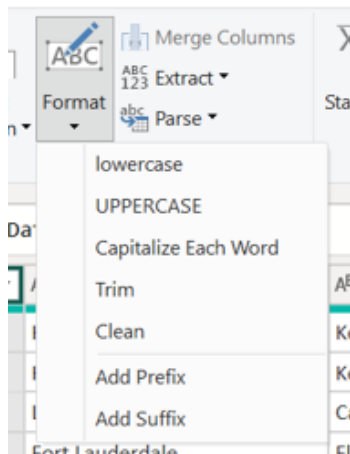 ABC
Format
Merge Columns
ABC
123 Extract
abc
Parse
Sta
n
lowercase
UPPERCASE
Capitalize Each Word
Trim
Clean
Add Prefix
Add Suffix
Da
Fort Lauderdale